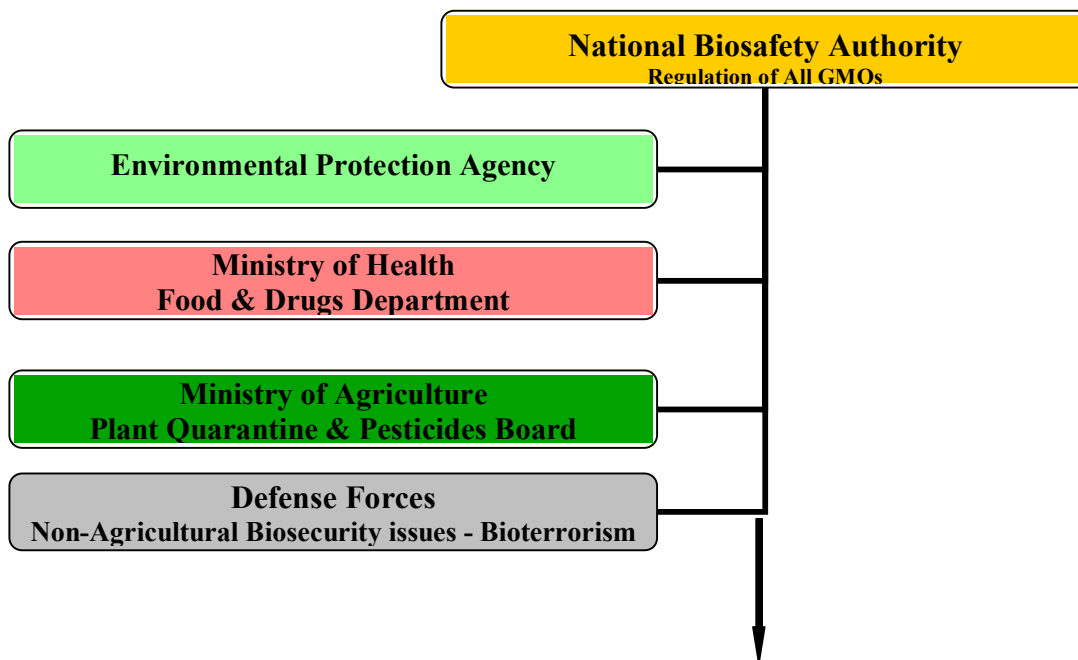 National Biosafety Authority
Regulation of All GMOs
Environmental Protection Agency
Ministry of Health
Food & Drugs Department
Ministry of Agriculture
Plant Quarantine & Pesticides Board
Defense Forces
Non-Agricultural Biosecurity issues - Bioterrorism